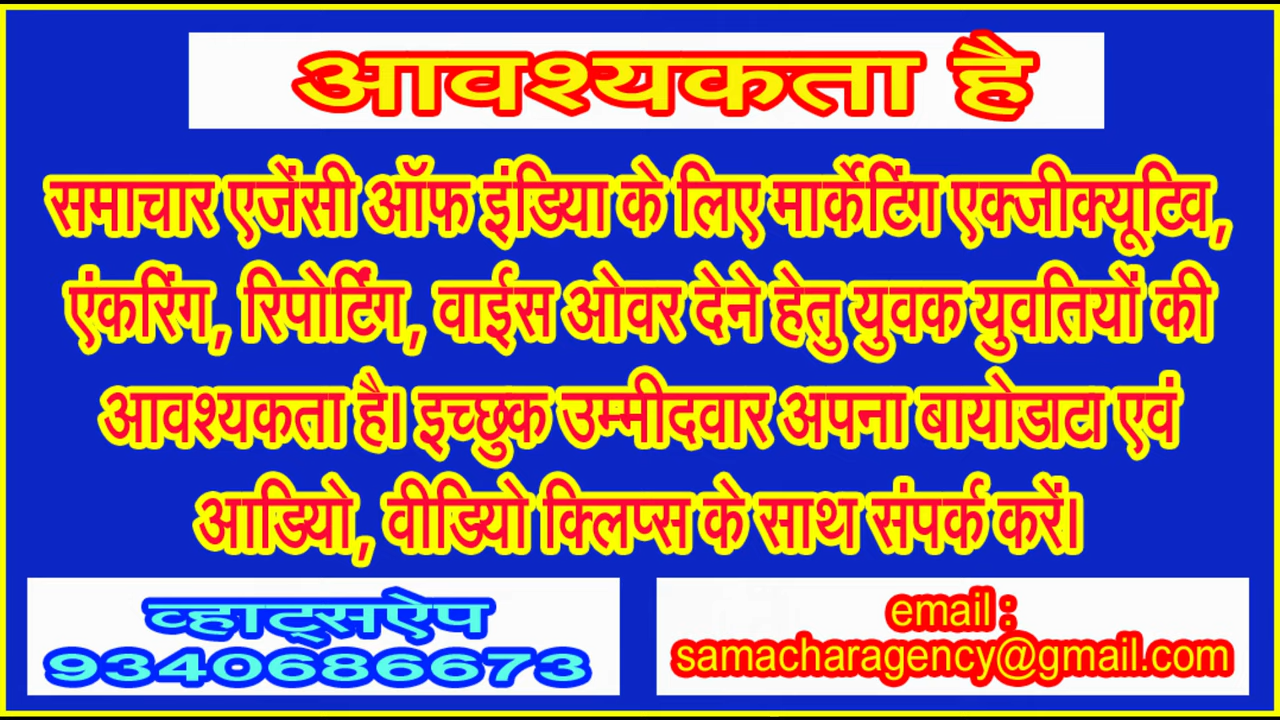 आवश्यकता है
समाचार एजेंसी ऑफ इंडिया के लिए मार्केटिंग एक्जीक्यूटिव,
एंकरिंग, रिपोर्टिंग, वाईस ओवर देने हेतु युवक युवतियों की
आवश्यकता है। इच्छुक उम्मीदवार अपना बायोडाटा एवं
आडियो, वीडियो क्लिप्स के साथ संपर्क करें।
व्हाट्सऐप
9340686673
email :
samacharagency@gmail.com